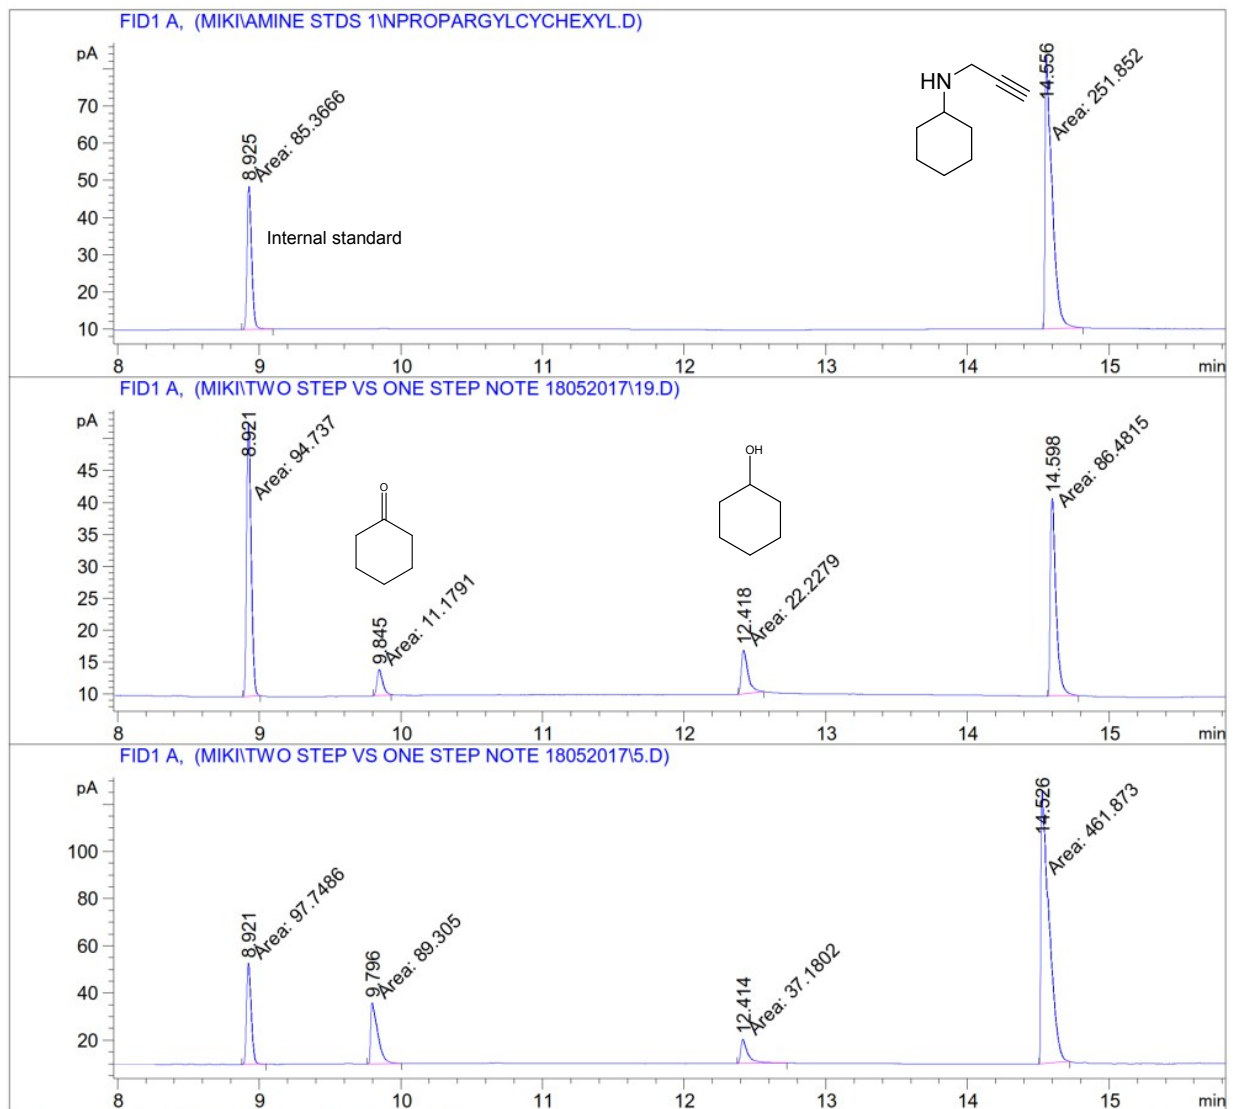 FID1 A, (MIKI\AMINE STDS 1\NPROPARGYLCYCHEXYL.D)
pA
70
60
50
40
30
20
10
8.925
Area: 85.3666
Internal standard
HN
14.556
Area: 251.852
8 9 10 11 12 13 14 15 min
FID1 A, (MIKI\TWO STEP VS ONE STEP NOTE 18052017\19.D)
pA
45
40
35
30
25
20
15
10
8.921
Area: 94.737
O
9.845
Area: 11.1791
OH
12.418
Area: 22.2279
14.598
Area: 86.4815
8 9 10 11 12 13 14 15 min
FID1 A, (MIKI\TWO STEP VS ONE STEP NOTE 18052017\5.D)
pA
100
80
60
40
20
8.921
Area: 97.7486
9.796
Area: 89.305
12.414
Area: 37.1802
14.526
Area: 461.873
8 9 10 11 12 13 14 15 min